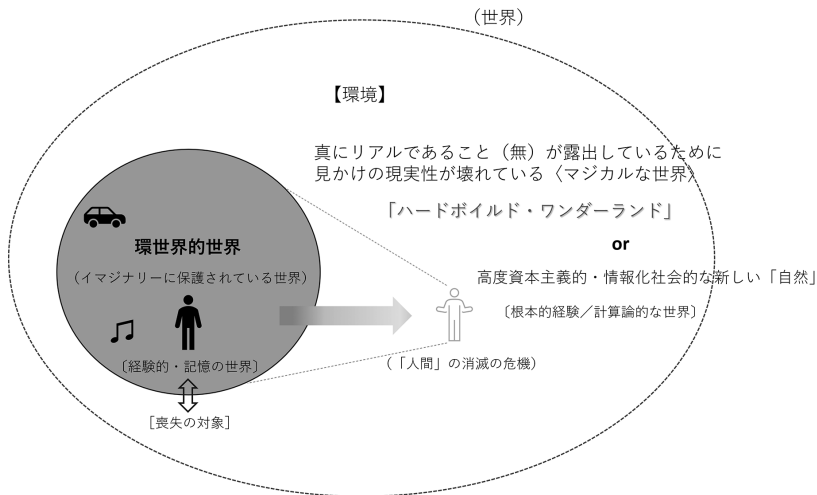 （世界）
【環境】
真にリアルであること（無）が露出しているために
見かけの現実性が壊れている〈マジカルな世界〉
「ハードボイルド・ワンダーランド」
or
高度資本主義的・情報化社会的な新しい「自然」
〔根本的経験／計算論的な世界〕
（「人間」の消滅の危機）
環世界的世界
（イマジナリーに保護されている世界）
〔経験的・記憶の世界〕
［喪失の対象］